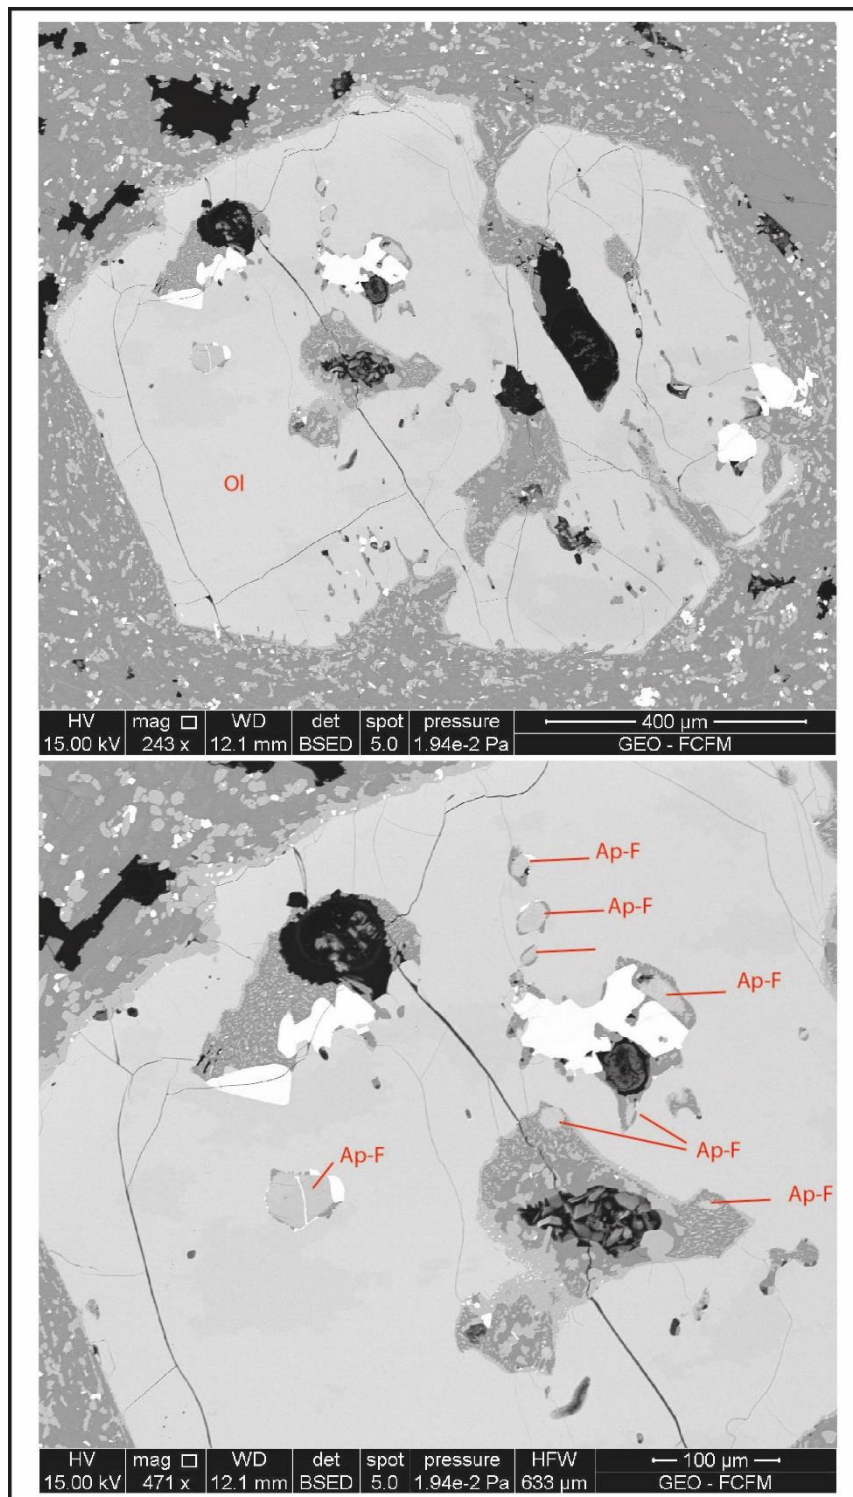 Ol
HV mag □ WD det spot pressure 400 µm
15.00 kV 243 x 12.1 mm BSED 5.0 1.94e-2 Pa GEO - FCFM
Ap-F
Ap-F
Ap-F
Ap-F
Ap-F
Ap-F
HV mag □ WD det spot pressure HFW 100 µm
15.00 kV 471 x 12.1 mm BSED 5.0 1.94e-2 Pa 633 µm GEO - FCFM